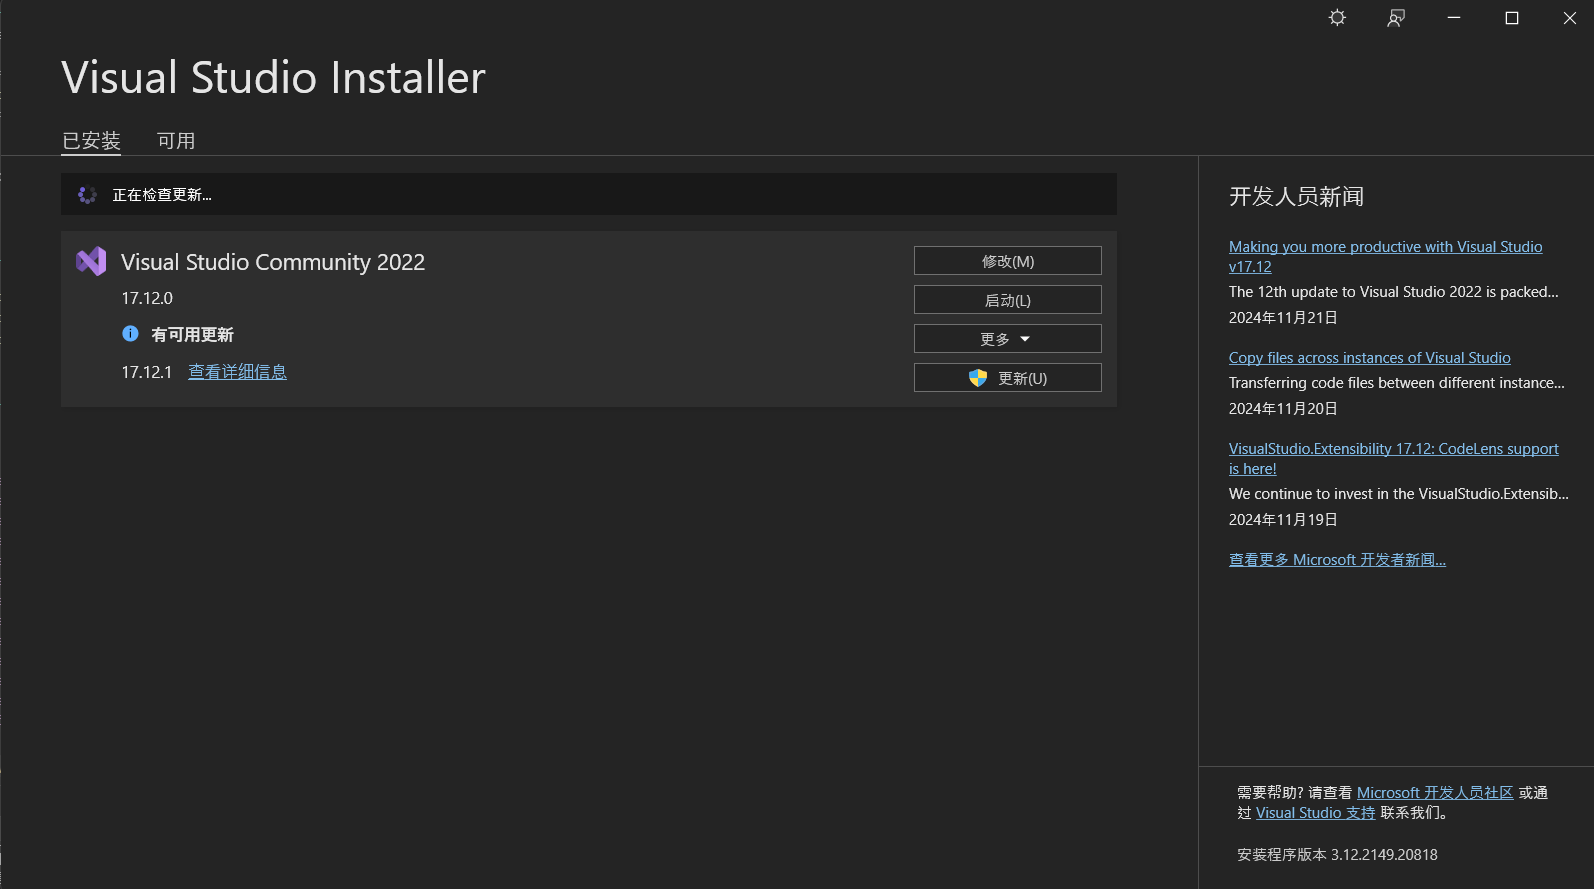 Visual Studio Installer
已安装
可用
正在检查更新...
Visual Studio Community 2022
17.12.0
有可用更新
17.12.1 查看详细信息
修改(M)
启动(L)
更多
更新(U)
开发人员新闻
Making you more productive with Visual Studio
v17.12
The 12th update to Visual Studio 2022 is packed...
2024年11月21日
Copy files across instances of Visual Studio
Transferring code files between different instance...
2024年11月20日
VisualStudio.Extensibility 17.12: CodeLens support
is here!
We continue to invest in the VisualStudio.Extensib...
2024年11月19日
查看更多 Microsoft 开发者新闻...
需要帮助? 请查看 Microsoft 开发人员社区 或通
过 Visual Studio 支持 联系我们。
安装程序版本 3.12.2149.20818